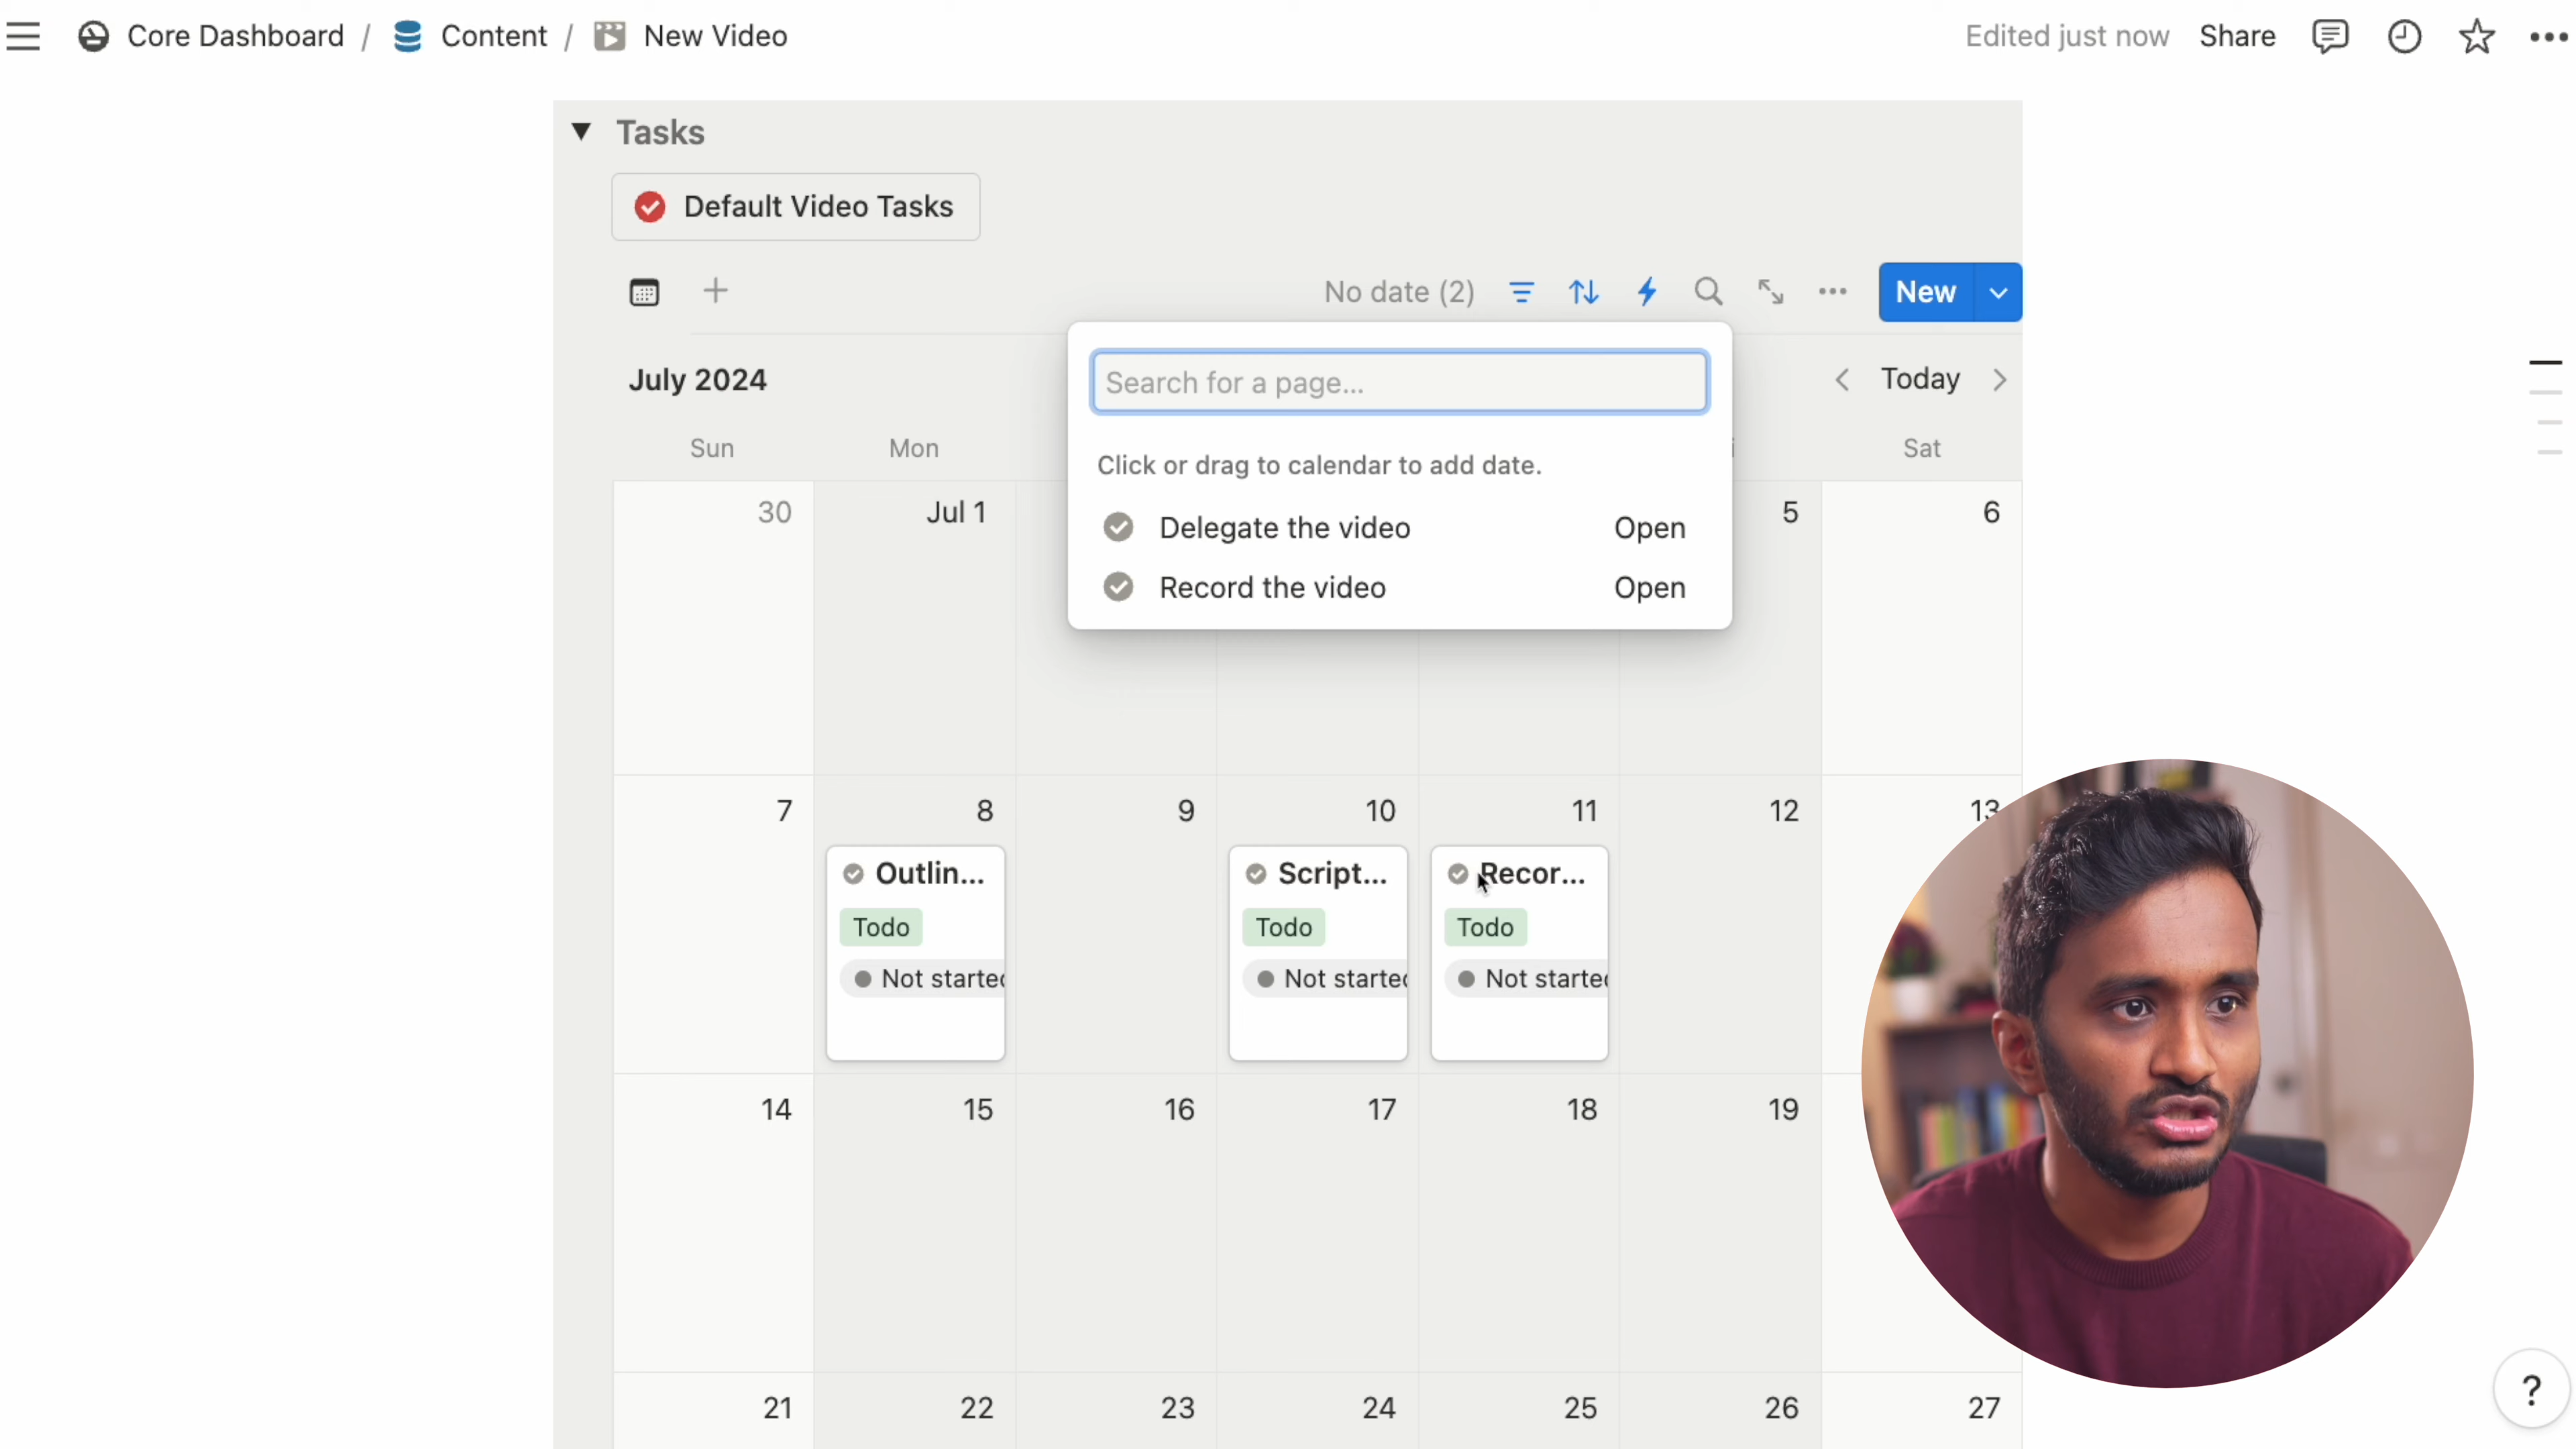 Core Dashboard / Content / New Video
Edited just now Share
Tasks
Default Video Tasks
No date (2)
New
July 2024
Search for a page...
Today
Sun Mon Sat
Click or drag to calendar to add date.
30 Jul 1 5 6
Delegate the video Open
Record the video Open
7 8 9 10 11 12 13
Outlin... Script... Recor...
Todo Todo Todo
Not started Not started Not started
14 15 16 17 18 19
21 22 23 24 25 26 27
?